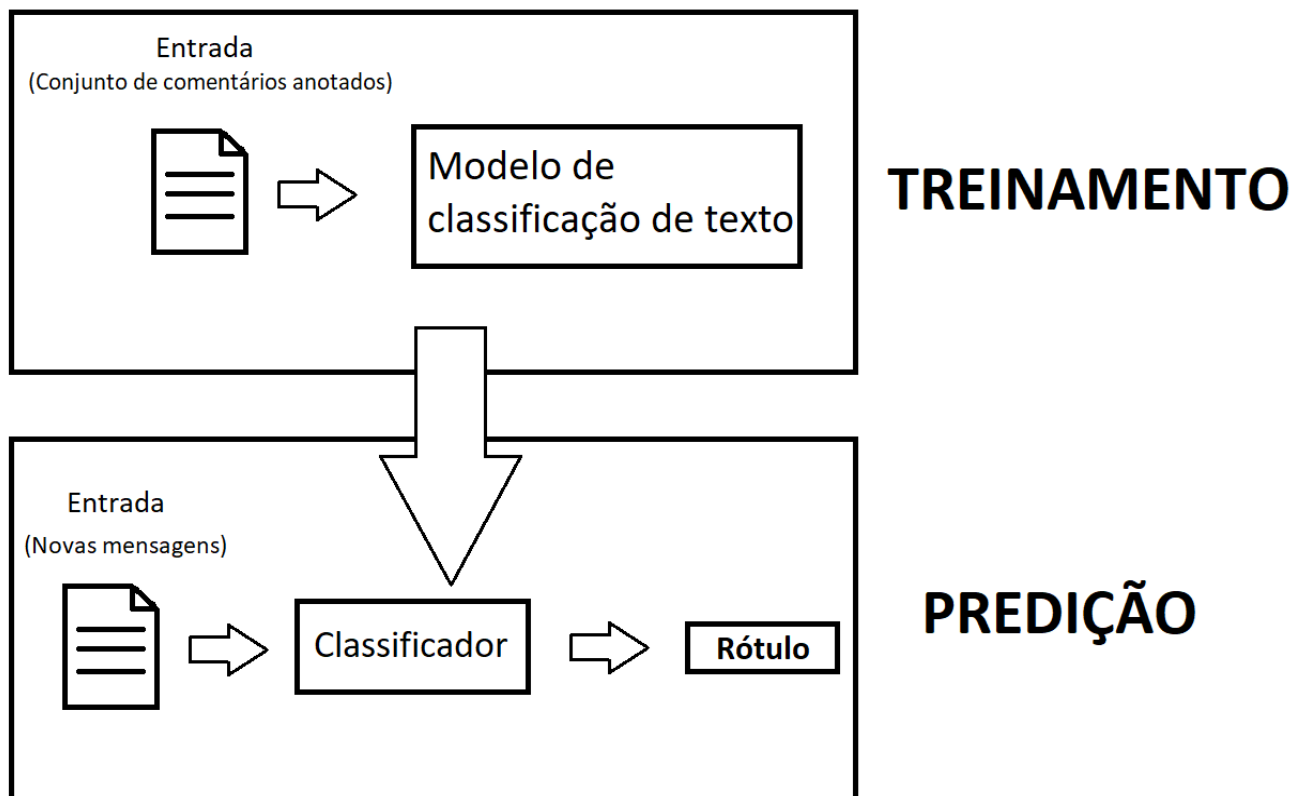 Entrada
(Conjunto de comentários anotados)
Modelo de
classificação de texto
TREINAMENTO
Entrada
(Novas mensagens)
Classificador
Rótulo
PREDIÇÃO